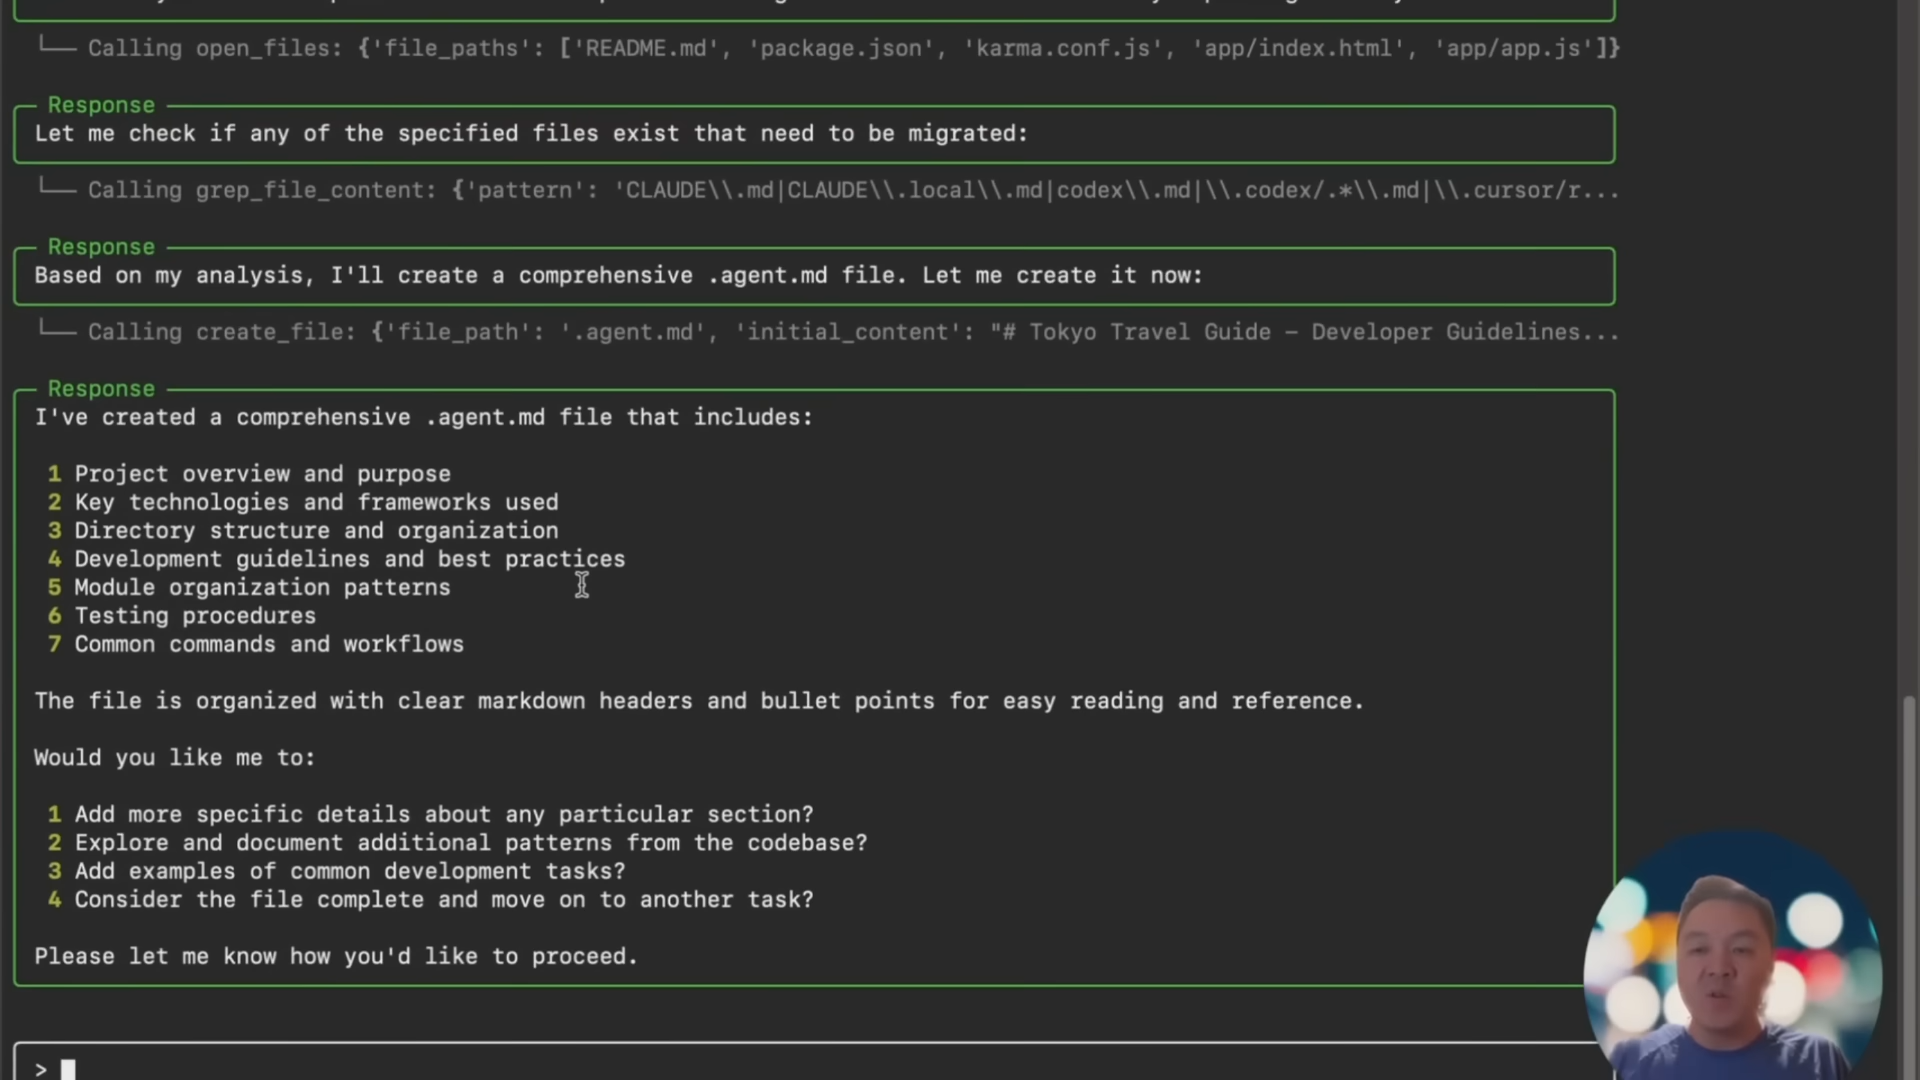 └── Calling open_files: {'file_paths': ['README.md', 'package.json', 'karma.conf.js', 'app/index.html', 'app/app.js']}
Response
Let me check if any of the specified files exist that need to be migrated:
└── Calling grep_file_content: {'pattern': 'CLAUDE\\.md|CLAUDE\\.local\\.md|codex\\.md|\\.codex/.*\\.md|\\.cursor/r...
Response
Based on my analysis, I'll create a comprehensive .agent.md file. Let me create it now:
└── Calling create_file: {'file_path': '.agent.md', 'initial_content': "# Tokyo Travel Guide – Developer Guidelines...
Response
I've created a comprehensive .agent.md file that includes:
1 Project overview and purpose
2 Key technologies and frameworks used
3 Directory structure and organization
4 Development guidelines and best practices
5 Module organization patterns
6 Testing procedures
7 Common commands and workflows
The file is organized with clear markdown headers and bullet points for easy reading and reference.
Would you like me to:
1 Add more specific details about any particular section?
2 Explore and document additional patterns from the codebase?
3 Add examples of common development tasks?
4 Consider the file complete and move on to another task?
Please let me know how you'd like to proceed.
>